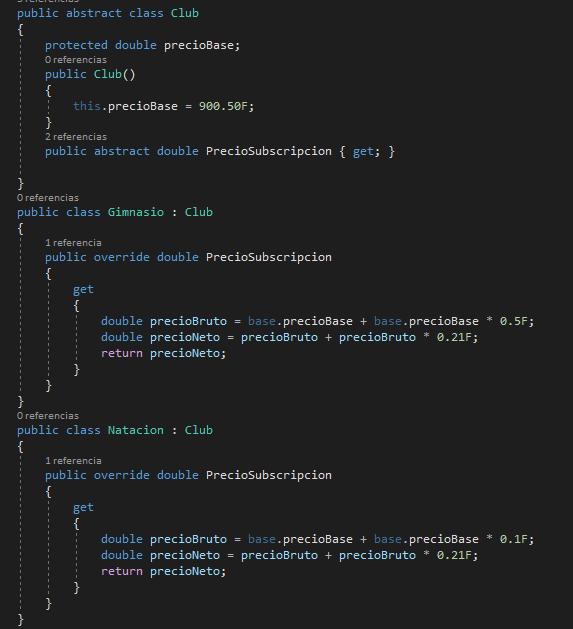 3 referencias
public abstract class Club
{
protected double precioBase;
0 referencias
public Club()
{
this.precioBase = 900.50F;
}
2 referencias
public abstract double PrecioSubscripcion { get; }
}
0 referencias
public class Gimnasio : Club
{
1 referencia
public override double PrecioSubscripcion
{
get
{
double precioBruto = base.precioBase + base.precioBase * 0.5F;
double precioNeto = precioBruto + precioBruto * 0.21F;
return precioNeto;
}
}
}
0 referencias
public class Natacion : Club
{
1 referencia
public override double PrecioSubscripcion
{
get
{
double precioBruto = base.precioBase + base.precioBase * 0.1F;
double precioNeto = precioBruto + precioBruto * 0.21F;
return precioNeto;
}
}
}